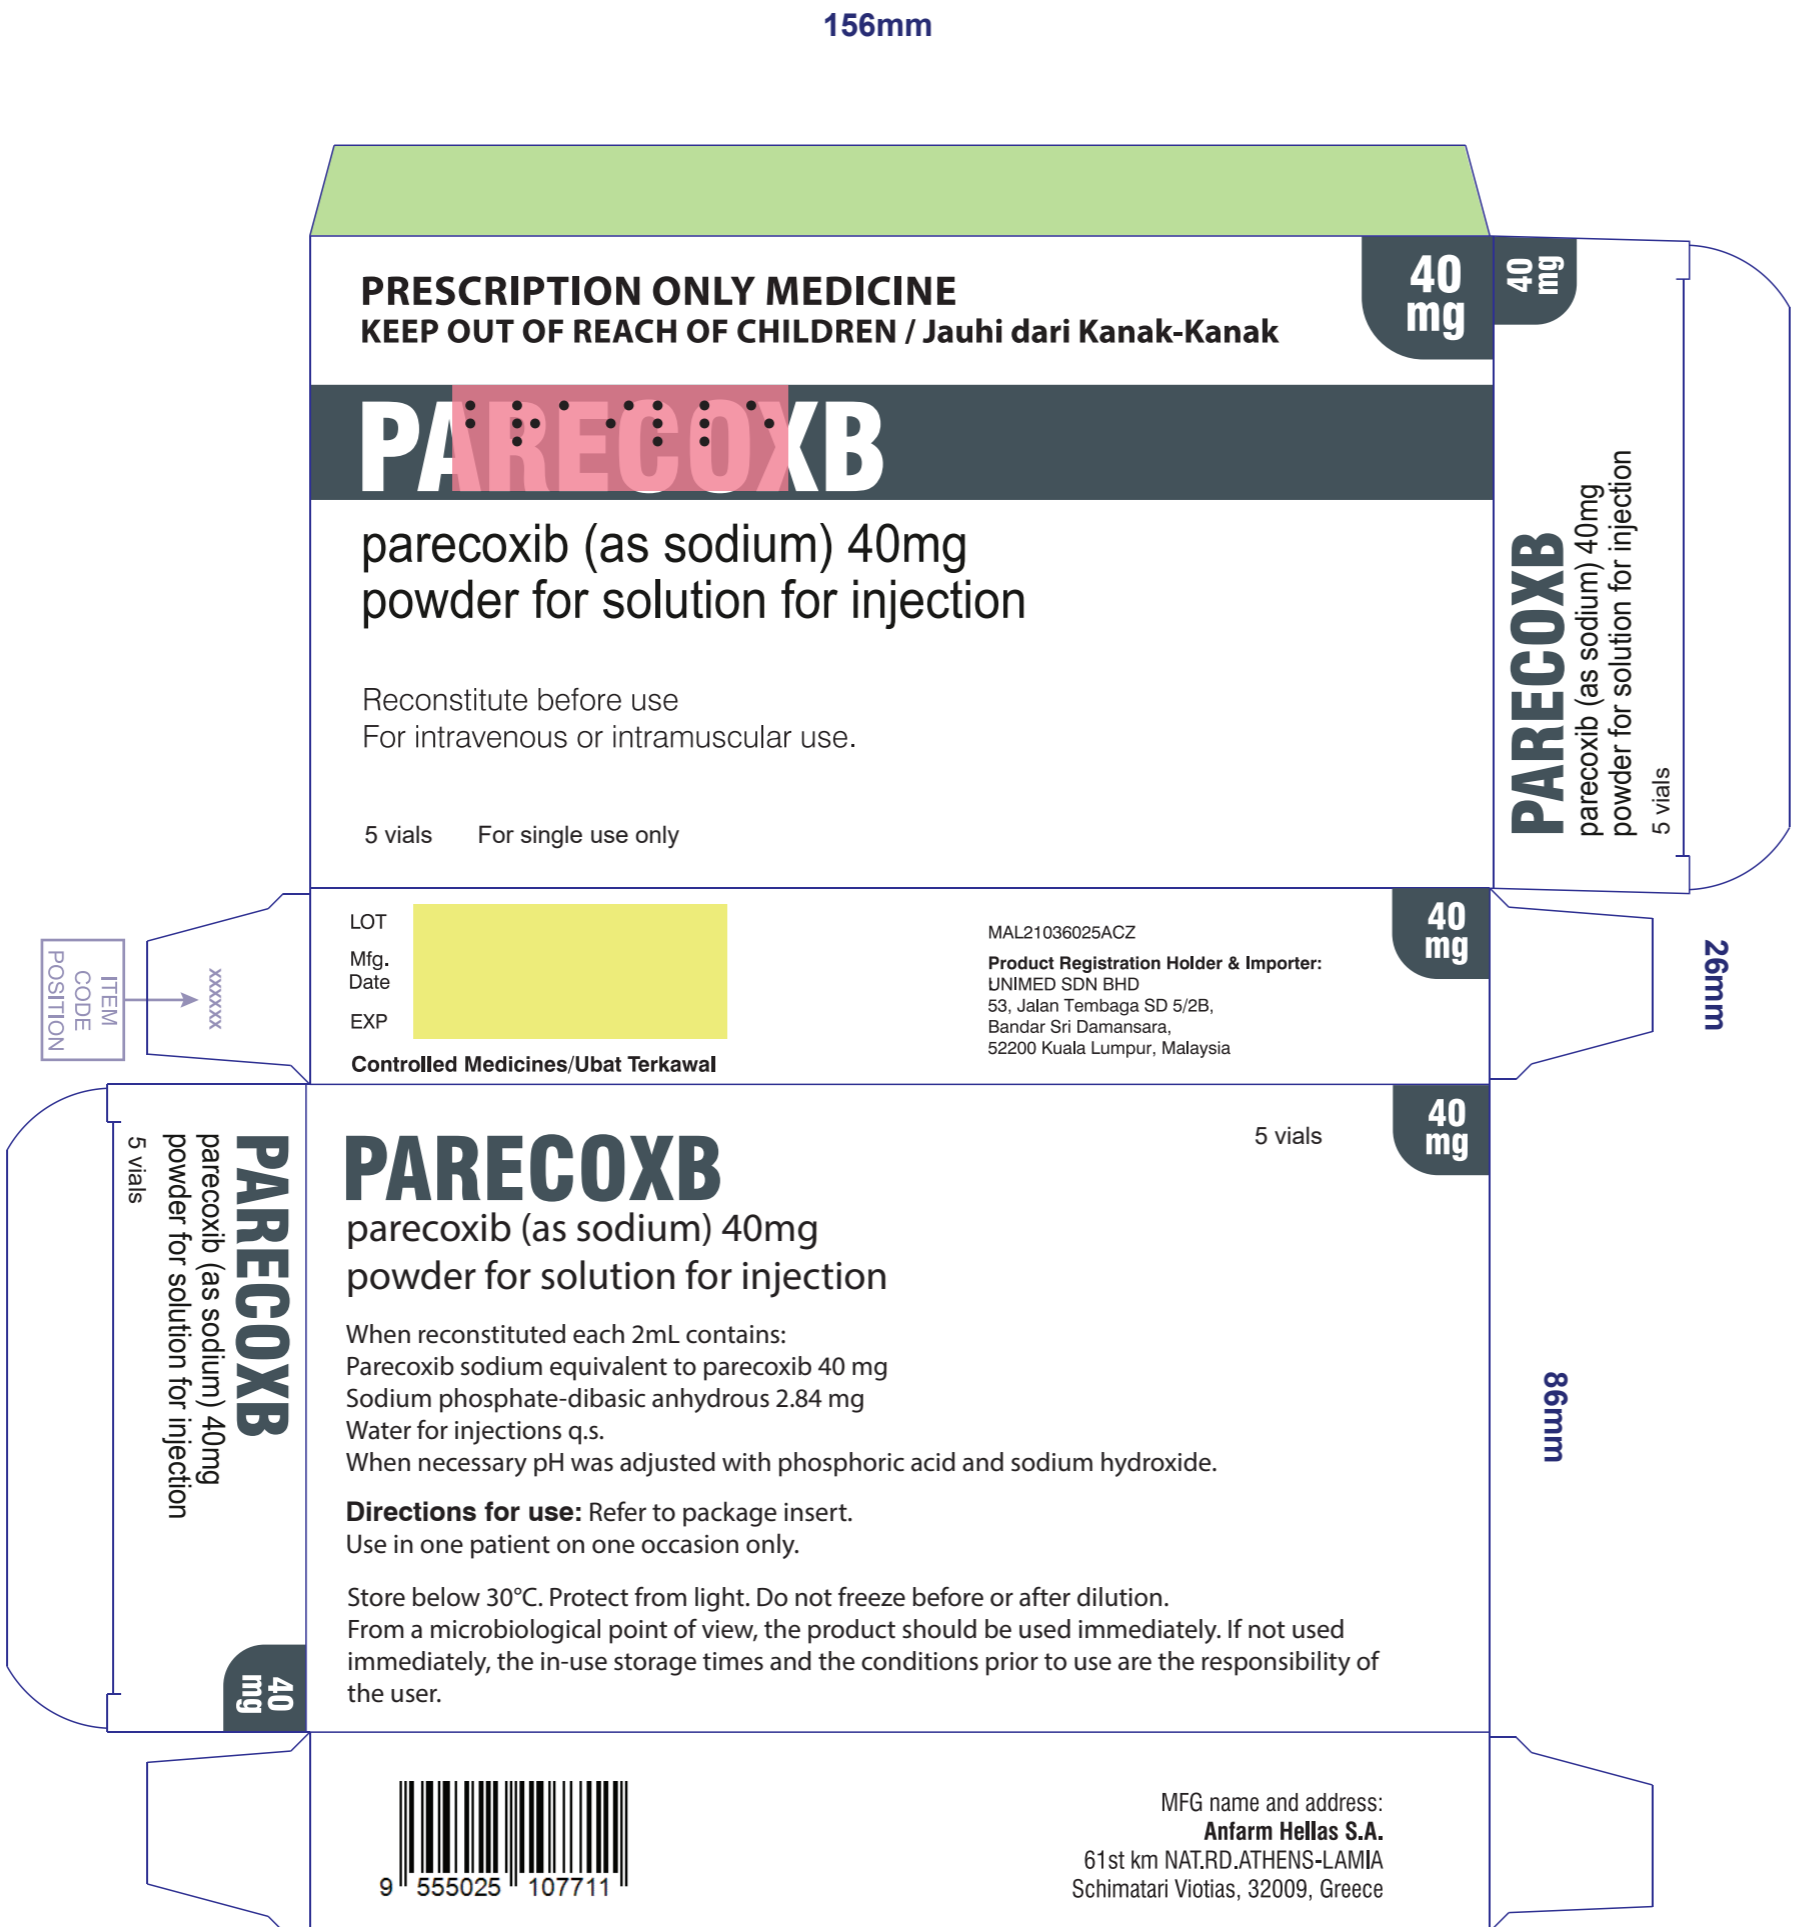 156mm
PRESCRIPTION ONLY MEDICINE
KEEP OUT OF REACH OF CHILDREN / Jauhi dari Kanak-Kanak
40
mg
40
mg
PARECOXB
parecoxib (as sodium) 40mg
powder for solution for injection
Reconstitute before use
For intravenous or intramuscular use.
5 vials For single use only
PARECOXB
parecoxib (as sodium) 40mg
powder for solution for injection
5 vials
ITEM
CODE
POSITION
xxxxxx
LOT
Mfg.
Date
EXP
Controlled Medicines/Ubat Terkawal
MAL21036025ACZ
Product Registration Holder & Importer:
UNIMED SDN BHD
53, Jalan Tembaga SD 5/2B,
Bandar Sri Damansara,
52200 Kuala Lumpur, Malaysia
40
mg
26mm
PARECOXB
parecoxib (as sodium) 40mg
powder for solution for injection
5 vials
40
mg
PARECOXB
5 vials
40
mg
parecoxib (as sodium) 40mg
powder for solution for injection
When reconstituted each 2mL contains:
Parecoxib sodium equivalent to parecoxib 40 mg
Sodium phosphate-dibasic anhydrous 2.84 mg
Water for injections q.s.
When necessary pH was adjusted with phosphoric acid and sodium hydroxide.
Directions for use: Refer to package insert.
Use in one patient on one occasion only.
Store below 30°C. Protect from light. Do not freeze before or after dilution.
From a microbiological point of view, the product should be used immediately. If not used
immediately, the in-use storage times and the conditions prior to use are the responsibility of
the user.
86mm
9 555025 107711
MFG name and address:
Anfarm Hellas S.A.
61st km NAT.RD.ATHENS-LAMIA
Schimatari Viotias, 32009, Greece